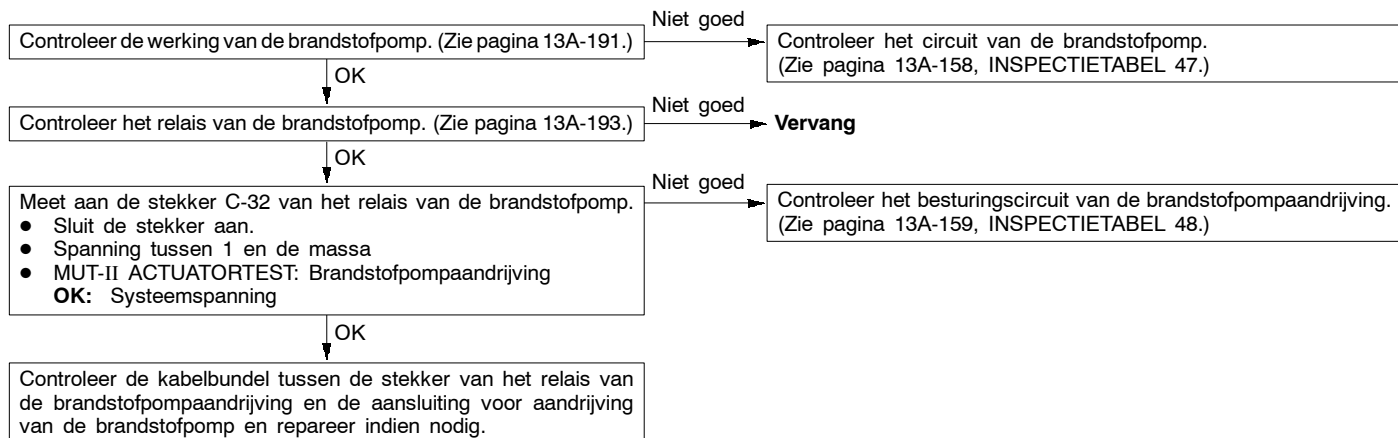 Controleer de werking van de brandstofpomp. (Zie pagina 13A-191.)
Niet goed
Controleer het circuit van de brandstofpomp.
(Zie pagina 13A-158, INSPECTIETABEL 47.)
OK
Controleer het relais van de brandstofpomp. (Zie pagina 13A-193.)
Niet goed
Vervang
OK
Meet aan de stekker C-32 van het relais van de brandstofpomp.
● Sluit de stekker aan.
● Spanning tussen 1 en de massa
● MUT-II ACTUATORTEST: Brandstofpompaandrijving
OK: Systeemspanning
Niet goed
Controleer het besturingscircuit van de brandstofpompaandrijving.
(Zie pagina 13A-159, INSPECTIETABEL 48.)
OK
Controleer de kabelbundel tussen de stekker van het relais van
de brandstofpompaandrijving en de aansluiting voor aandrijving
van de brandstofpomp en repareer indien nodig.